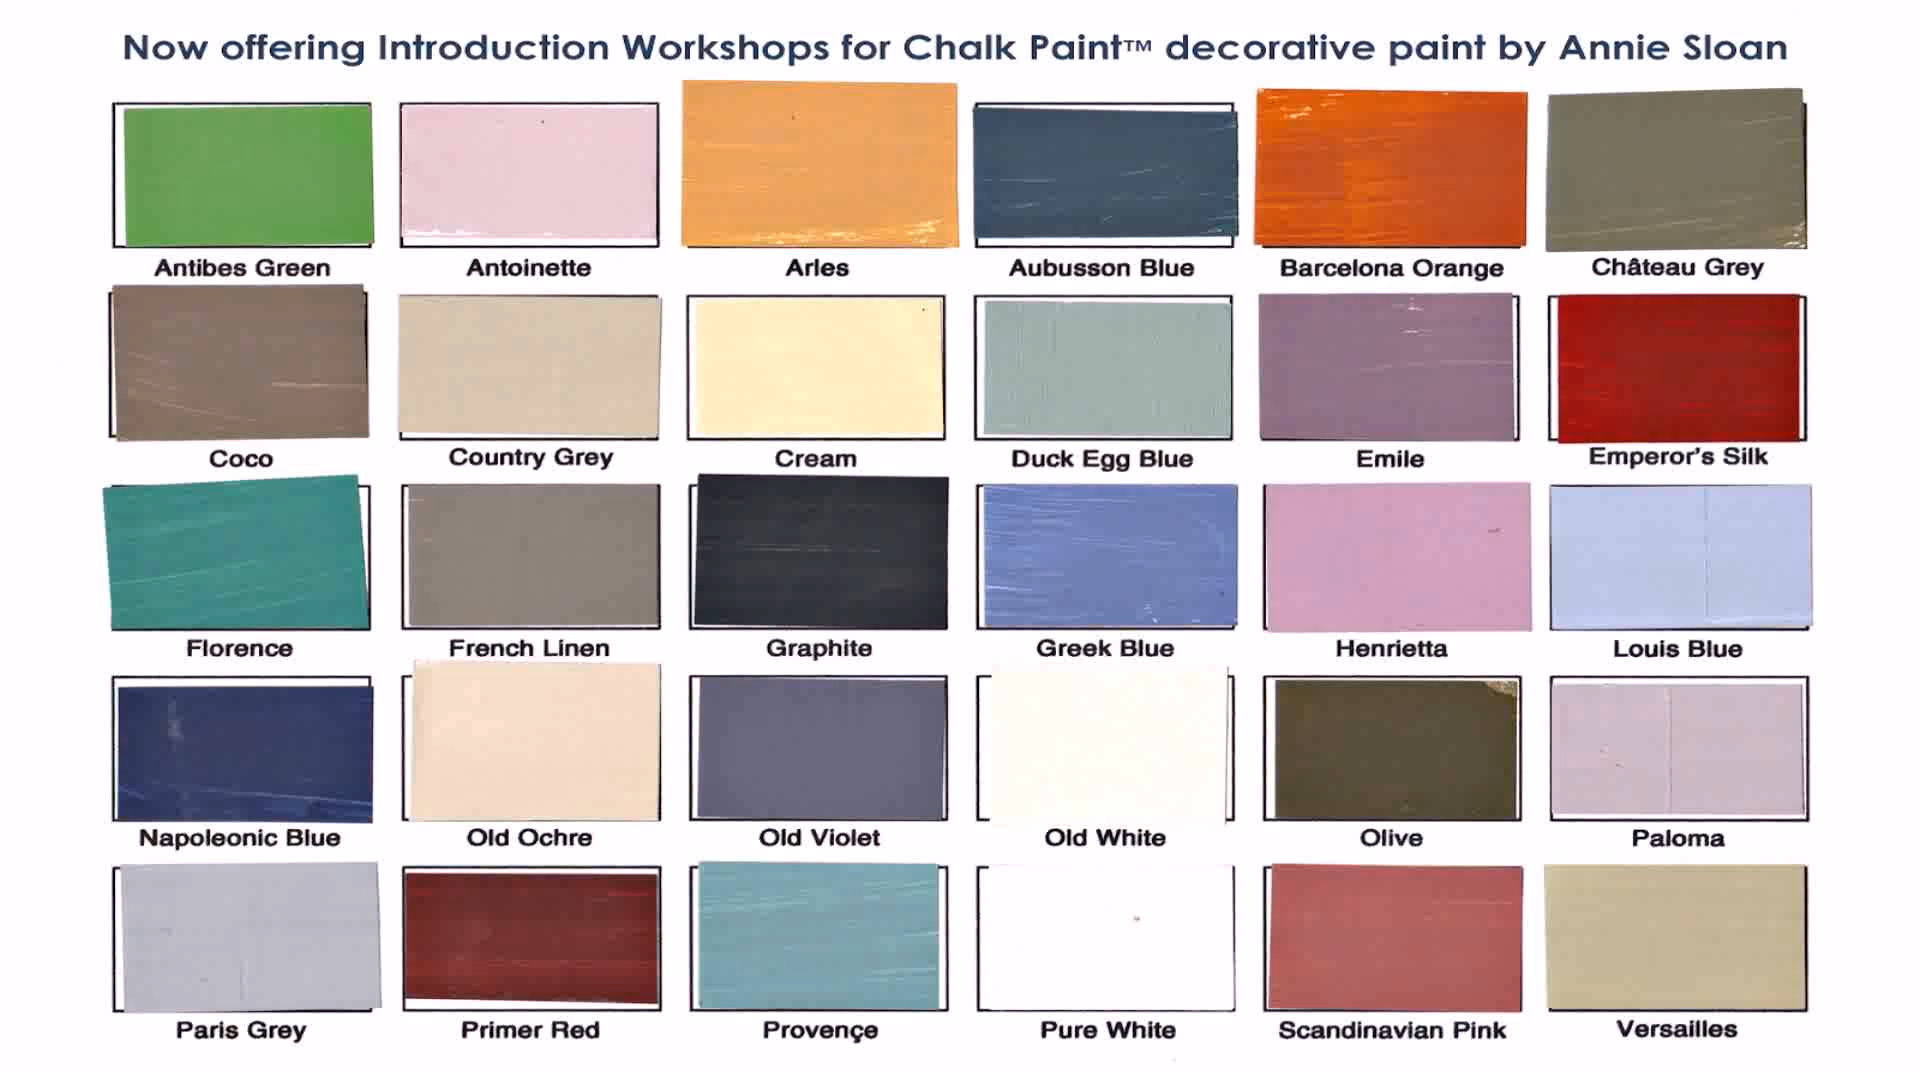 Now offering Introduction Workshops for Chalk Paint™ decorative paint by Annie Sloan
Antibes Green
Antoinette
Arles
Aubusson Blue
Barcelona Orange
Château Grey
Coco
Country Grey
Cream
Duck Egg Blue
Emile
Emperor's Silk
Florence
French Linen
Graphite
Greek Blue
Henrietta
Louis Blue
Napoleonic Blue
Old Ochre
Old Violet
Old White
Olive
Paloma
Paris Grey
Primer Red
Provençe
Pure White
Scandinavian Pink
Versailles